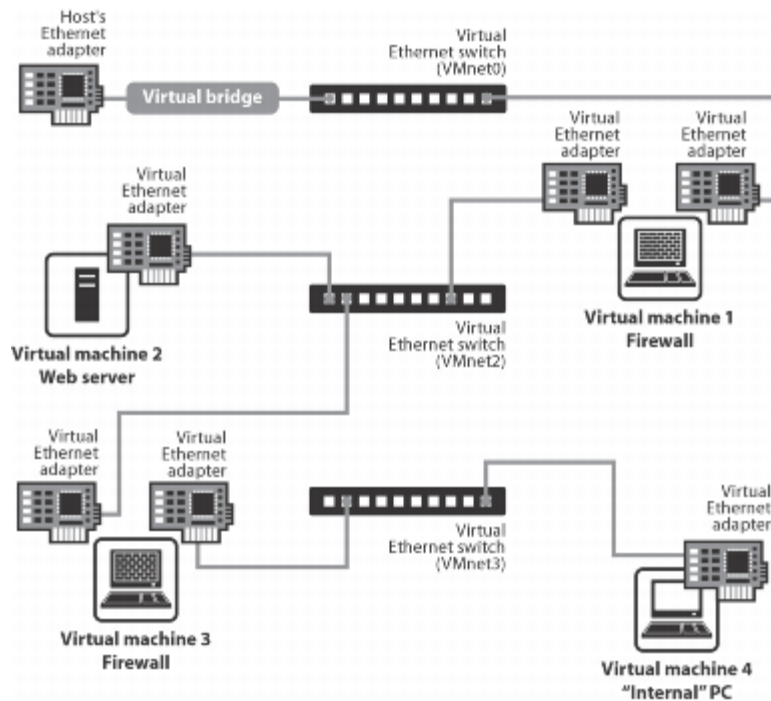 Host's
Ethernet
adapter
Virtual bridge
Virtual
Ethernet switch
(VMnet0)
Virtual
Ethernet
adapter
Virtual
Ethernet
adapter
Virtual
Ethernet
adapter
Virtual machine 1
Firewall
Virtual
Ethernet switch
(VMnet2)
Virtual machine 2
Web server
Virtual
Ethernet
adapter
Virtual
Ethernet
adapter
Virtual
Ethernet switch
(VMnet3)
Virtual
Ethernet
adapter
Virtual machine 3
Firewall
Virtual machine 4
“Internal” PC